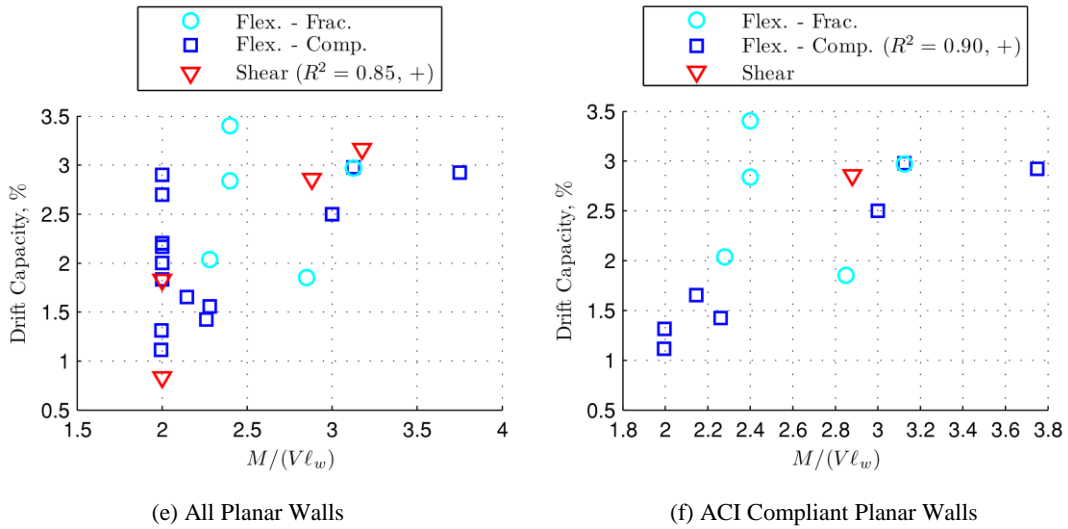 Flex. - Frac.
Flex. - Comp.
Shear (R² = 0.85, +)
3.5
3
2.5
2
1.5
1
0.5
Drift Capacity, %
1.5 2 2.5 3 3.5 4
M/(Vℓ_w)
(e) All Planar Walls
Flex. - Frac.
Flex. - Comp. (R² = 0.90, +)
Shear
3.5
3
2.5
2
1.5
1
0.5
Drift Capacity, %
1.8 2 2.2 2.4 2.6 2.8 3 3.2 3.4 3.6 3.8
M/(Vℓ_w)
(f) ACI Compliant Planar Walls